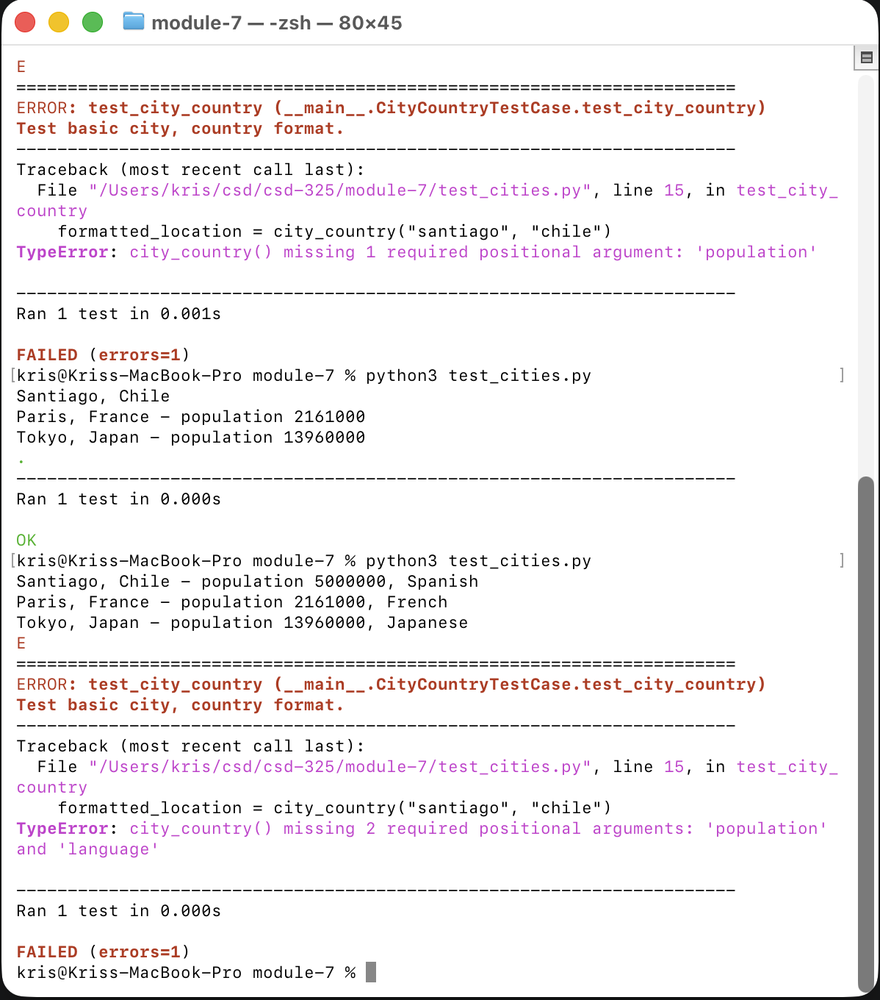 module-7 — -zsh — 80×45
E
======================================================================
ERROR: test_city_country (__main__.CityCountryTestCase.test_city_country)
Test basic city, country format.
----------------------------------------------------------------------
Traceback (most recent call last):
  File "/Users/kris/csd/csd-325/module-7/test_cities.py", line 15, in test_city_
country
    formatted_location = city_country("santiago", "chile")
TypeError: city_country() missing 1 required positional argument: 'population'

----------------------------------------------------------------------
Ran 1 test in 0.001s

FAILED (errors=1)
[kris@Kriss-MacBook-Pro module-7 % python3 test_cities.py ]
Santiago, Chile
Paris, France - population 2161000
Tokyo, Japan - population 13960000
.
----------------------------------------------------------------------
Ran 1 test in 0.000s

OK
[kris@Kriss-MacBook-Pro module-7 % python3 test_cities.py ]
Santiago, Chile - population 5000000, Spanish
Paris, France - population 2161000, French
Tokyo, Japan - population 13960000, Japanese
E
======================================================================
ERROR: test_city_country (__main__.CityCountryTestCase.test_city_country)
Test basic city, country format.
----------------------------------------------------------------------
Traceback (most recent call last):
  File "/Users/kris/csd/csd-325/module-7/test_cities.py", line 15, in test_city_
country
    formatted_location = city_country("santiago", "chile")
TypeError: city_country() missing 2 required positional arguments: 'population'
and 'language'

----------------------------------------------------------------------
Ran 1 test in 0.000s

FAILED (errors=1)
kris@Kriss-MacBook-Pro module-7 %